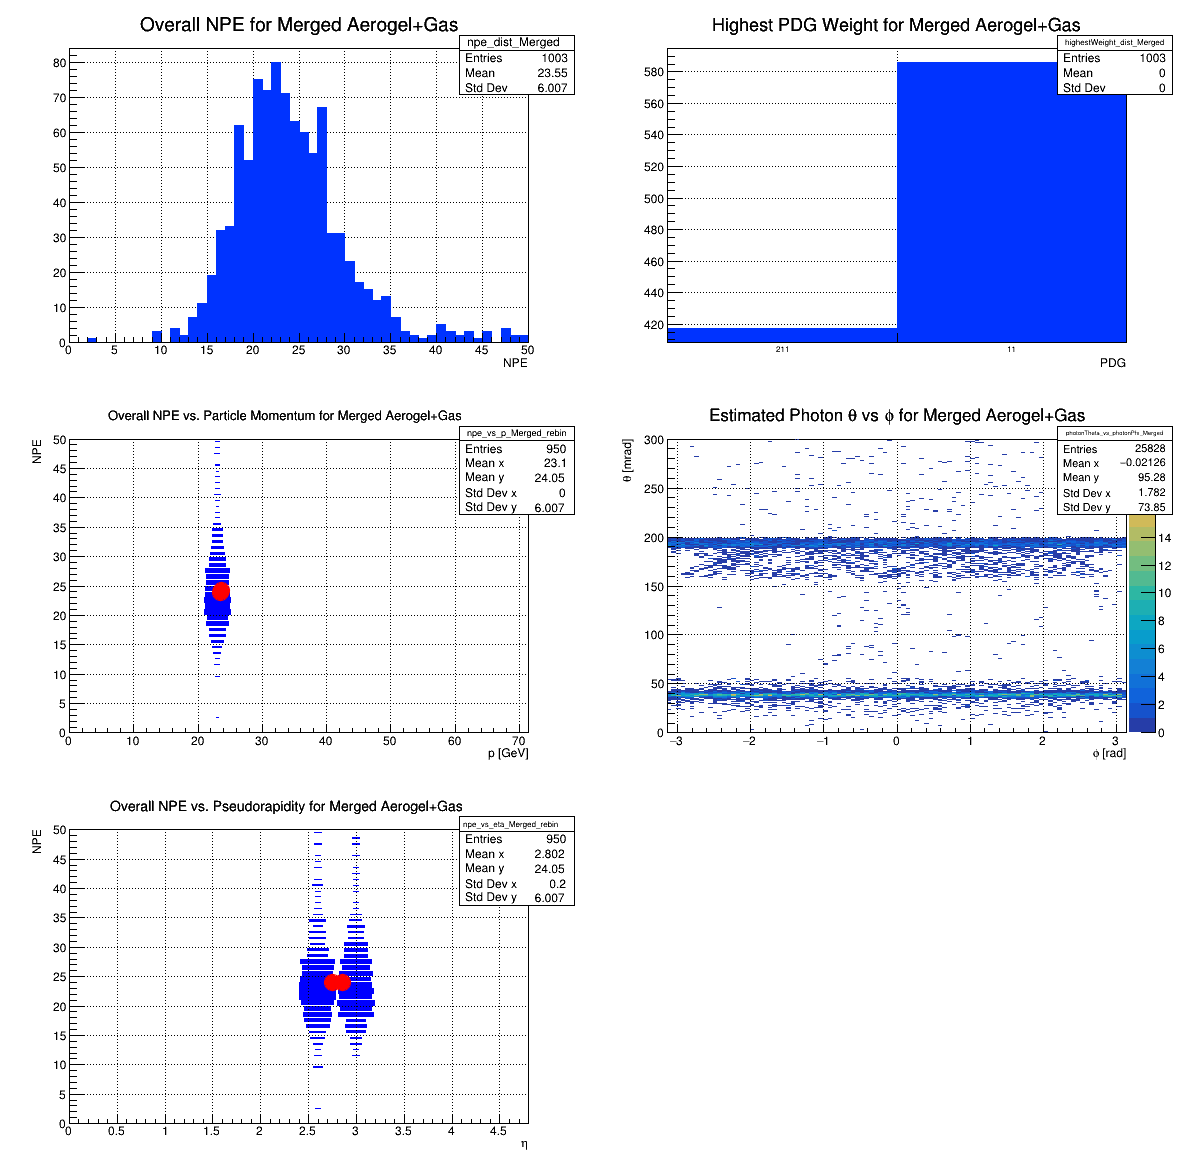 Overall NPE for Merged Aerogel+Gas
npe_dist_Merged
Entries 1003
Mean 23.55
Std Dev 6.007
80
70
60
50
40
30
20
10
0
0 5 10 15 20 25 30 35 40 45 50
NPE
Highest PDG Weight for Merged Aerogel+Gas
highestWeight_dist_Merged
Entries 1003
Mean 0
Std Dev 0
580
560
540
520
500
480
460
440
420
211 11
PDG
Overall NPE vs. Particle Momentum for Merged Aerogel+Gas
npe_vs_p_Merged_rebin
Entries 950
Mean x 23.1
Mean y 24.05
Std Dev x 0
Std Dev y 6.007
NPE
50
45
40
35
30
25
20
15
10
5
0
0 10 20 30 40 50 60 70
p [GeV]
Estimated Photon θ vs ϕ for Merged Aerogel+Gas
photonTheta_vs_photonPhi_Merged
Entries 25828
Mean x −0.02126
Mean y 95.28
Std Dev x 1.782
Std Dev y 73.85
θ [mrad]
300
250
200
150
100
50
0
−3 −2 −1 0 1 2 3
ϕ [rad]
14
12
10
8
6
4
2
0
Overall NPE vs. Pseudorapidity for Merged Aerogel+Gas
npe_vs_eta_Merged_rebin
Entries 950
Mean x 2.802
Mean y 24.05
Std Dev x 0.2
Std Dev y 6.007
NPE
50
45
40
35
30
25
20
15
10
5
0
0 0.5 1 1.5 2 2.5 3 3.5 4 4.5
η